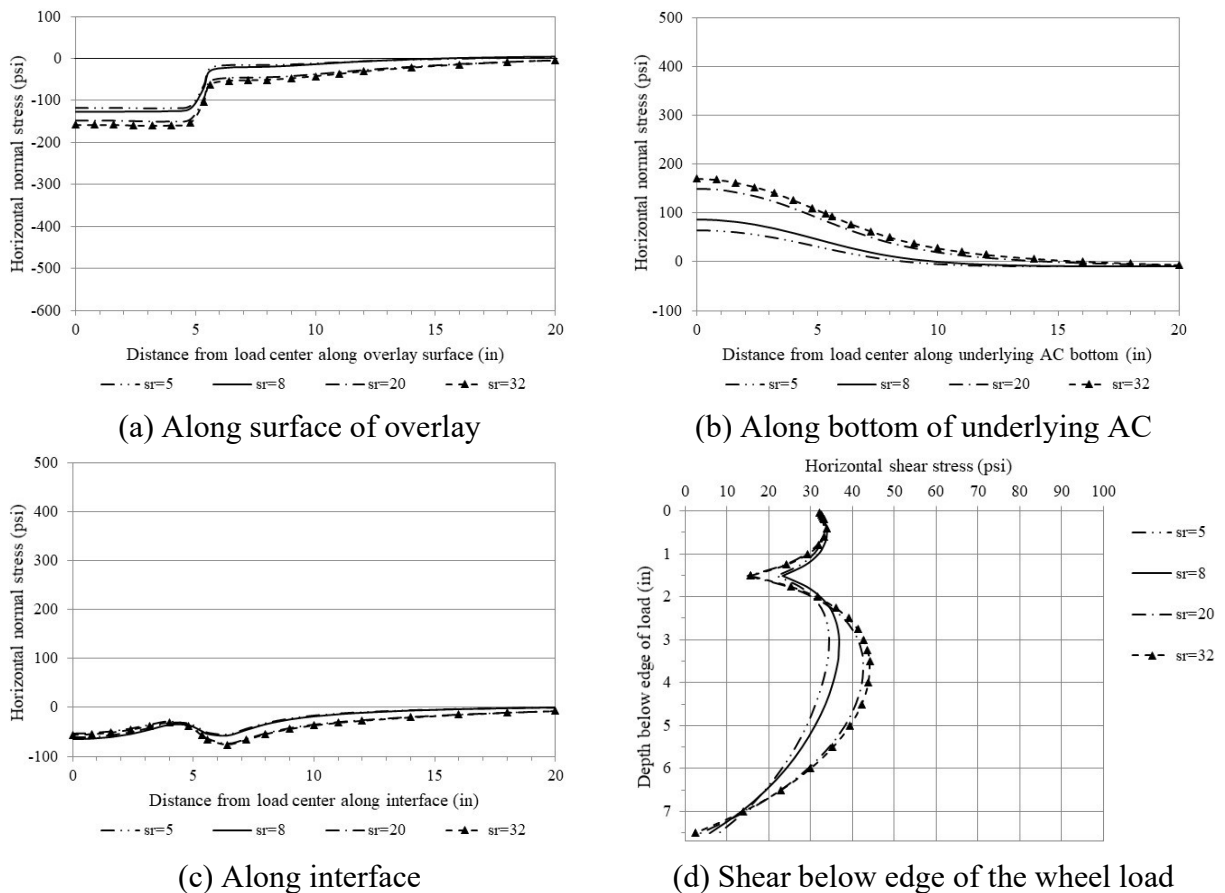 100
0
-100
-200
-300
-400
-500
-600
Horizontal normal stress (psi)
0 5 10 15 20
Distance from load center along overlay surface (in)
sr=5 sr=8 sr=20 sr=32
(a) Along surface of overlay
500
400
300
200
100
0
-100
Horizontal normal stress (psi)
0 5 10 15 20
Distance from load center along underlying AC bottom (in)
sr=5 sr=8 sr=20 sr=32
(b) Along bottom of underlying AC
500
400
300
200
100
0
-100
Horizontal normal stress (psi)
0 5 10 15 20
Distance from load center along interface (in)
sr=5 sr=8 sr=20 sr=32
(c) Along interface
Horizontal shear stress (psi)
0 10 20 30 40 50 60 70 80 90 100
0
1
2
3
4
5
6
7
Depth below edge of load (in)
sr=5
sr=8
sr=20
sr=32
(d) Shear below edge of the wheel load